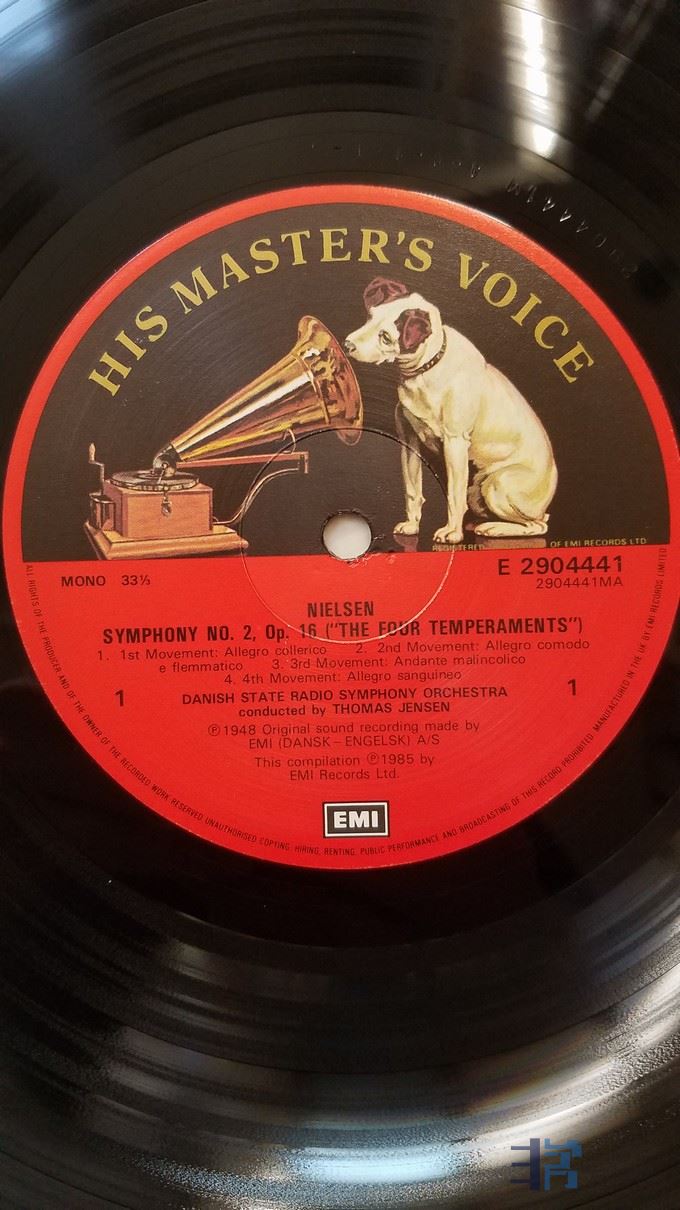 2904441M
HIS MASTER'S VOICE
REGISTERED OF EMI RECORDS LTD
MONO 33⅓
E 2904441
2904441MA
NIELSEN
SYMPHONY NO. 2, Op. 16 ("THE FOUR TEMPERAMENTS")
1. 1st Movement: Allegro collerico 2. 2nd Movement: Allegro comodo
e flemmatico 3. 3rd Movement: Andante malincolico
4. 4th Movement: Allegro sanguineo
1 DANISH STATE RADIO SYMPHONY ORCHESTRA 1
conducted by THOMAS JENSEN
℗1948 Original sound recording made by
EMI (DANSK–ENGELSK) A/S
This compilation ℗1985 by
EMI Records Ltd.
EMI
ALL RIGHTS OF THE PRODUCER AND OF THE OWNER OF THE RECORDED WORK RESERVED UNAUTHORISED COPYING, HIRING, RENTING, PUBLIC PERFORMANCE AND BROADCASTING OF THIS RECORD PROHIBITED. MANUFACTURED IN THE UK BY EMI RECORDS LIMITED